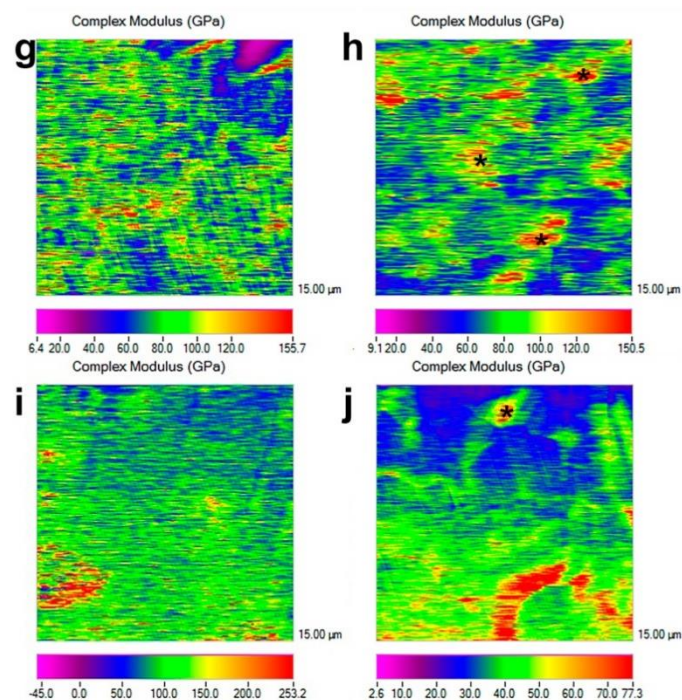 g
Complex Modulus (GPa)
15.00 µm
6.4 20.0 40.0 60.0 80.0 100.0 120.0 155.7
h
Complex Modulus (GPa)
*
*
*
15.00 µm
9.1 20.0 40.0 60.0 80.0 100.0 120.0 150.5
i
Complex Modulus (GPa)
15.00 µm
-45.0 0.0 50.0 100.0 150.0 200.0 253.2
j
Complex Modulus (GPa)
*
15.00 µm
2.6 10.0 20.0 30.0 40.0 50.0 60.0 70.0 77.3